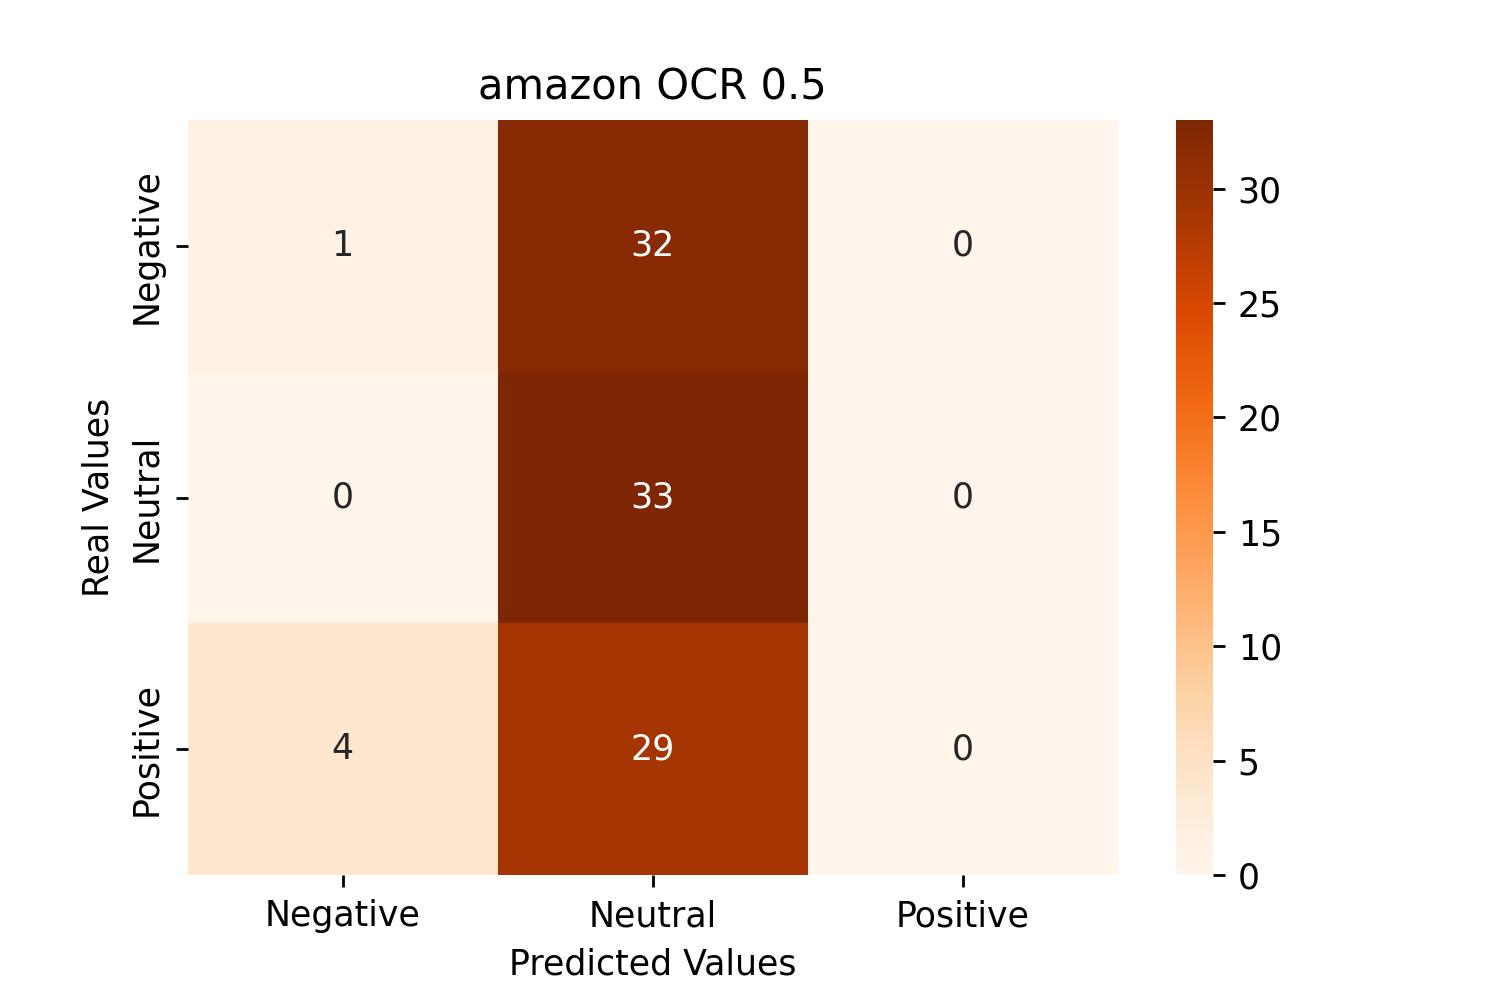 amazon OCR 0.5
Real Values
Negative
1 32 0
Neutral
0 33 0
Positive
4 29 0
Negative Neutral Positive
Predicted Values
30
25
20
15
10
5
0